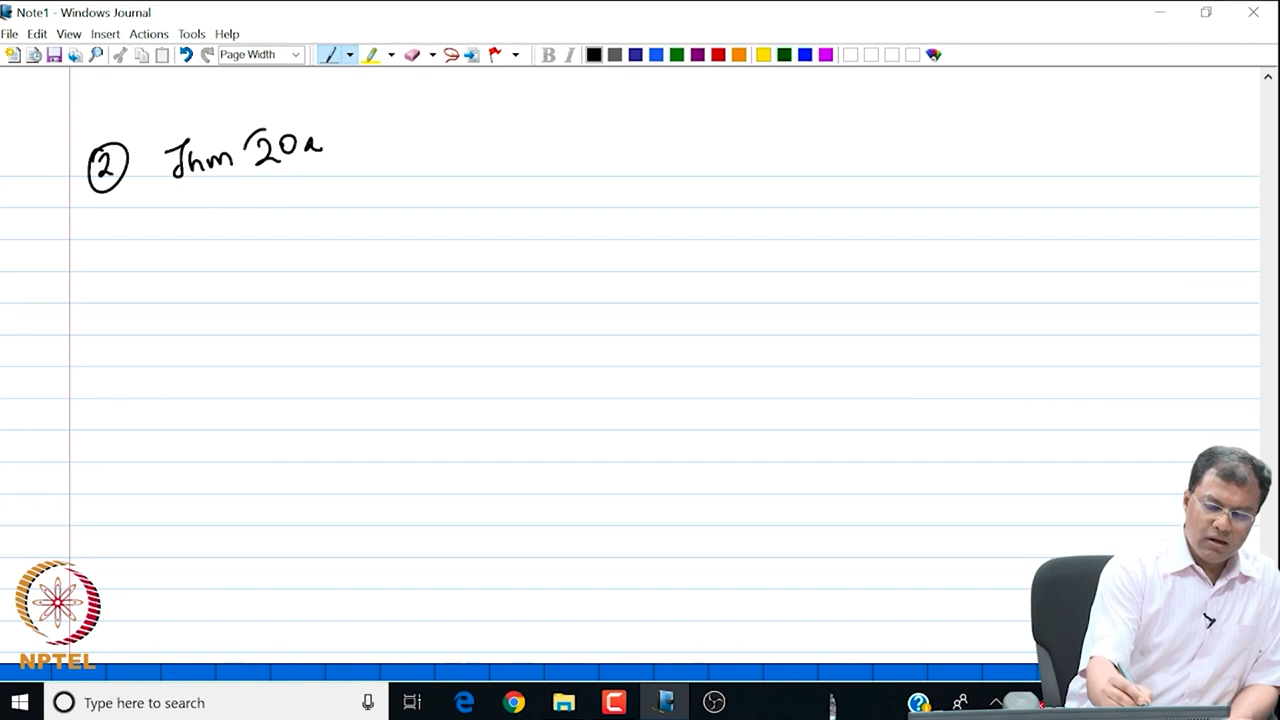 Note1 - Windows Journal
File Edit View Insert Actions Tools Help
Page Width
B I
② Thm 20a
NPTEL
Type here to search